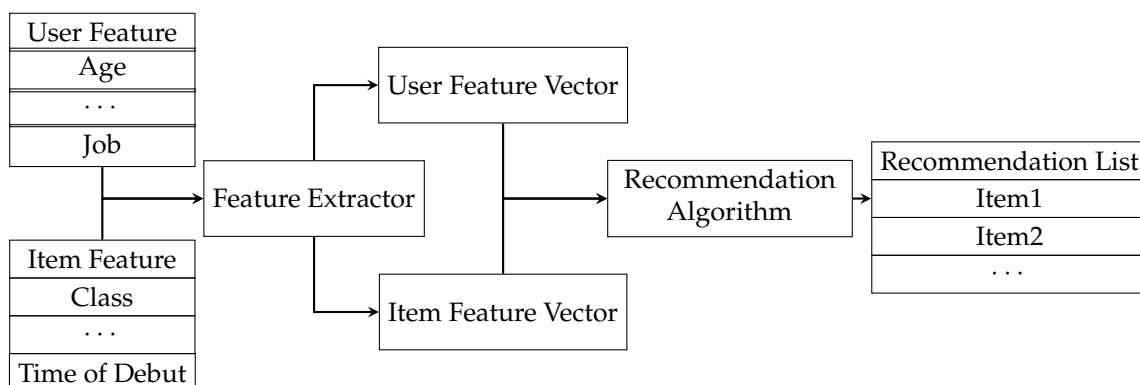 User Feature
Age
· · ·
Job
Item Feature
Class
· · ·
Time of Debut
Feature Extractor
User Feature Vector
Item Feature Vector
Recommendation
Algorithm
Recommendation List
Item1
Item2
· · ·